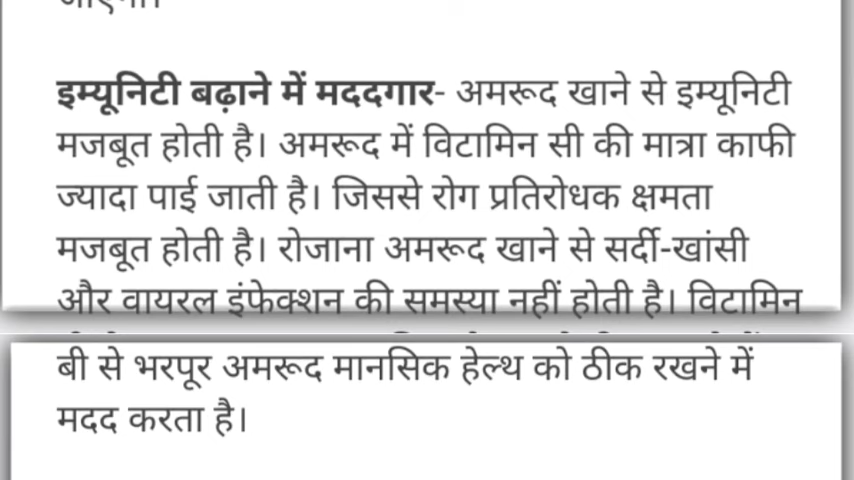 इम्यूनिटी बढ़ाने में मददगार- अमरूद खाने से इम्यूनिटी
मजबूत होती है। अमरूद में विटामिन सी की मात्रा काफी
ज्यादा पाई जाती है। जिससे रोग प्रतिरोधक क्षमता
मजबूत होती है। रोजाना अमरूद खाने से सर्दी-खांसी
और वायरल इंफेक्शन की समस्या नहीं होती है। विटामिन
बी से भरपूर अमरूद मानसिक हेल्थ को ठीक रखने में
मदद करता है।